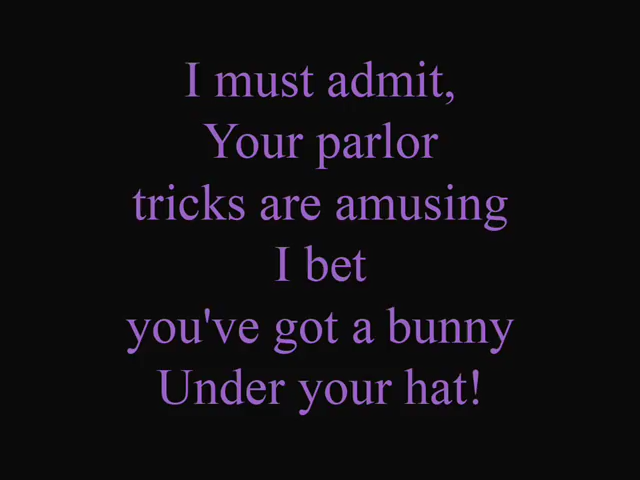 I must admit,
Your parlor
tricks are amusing
I bet
you've got a bunny
Under your hat!